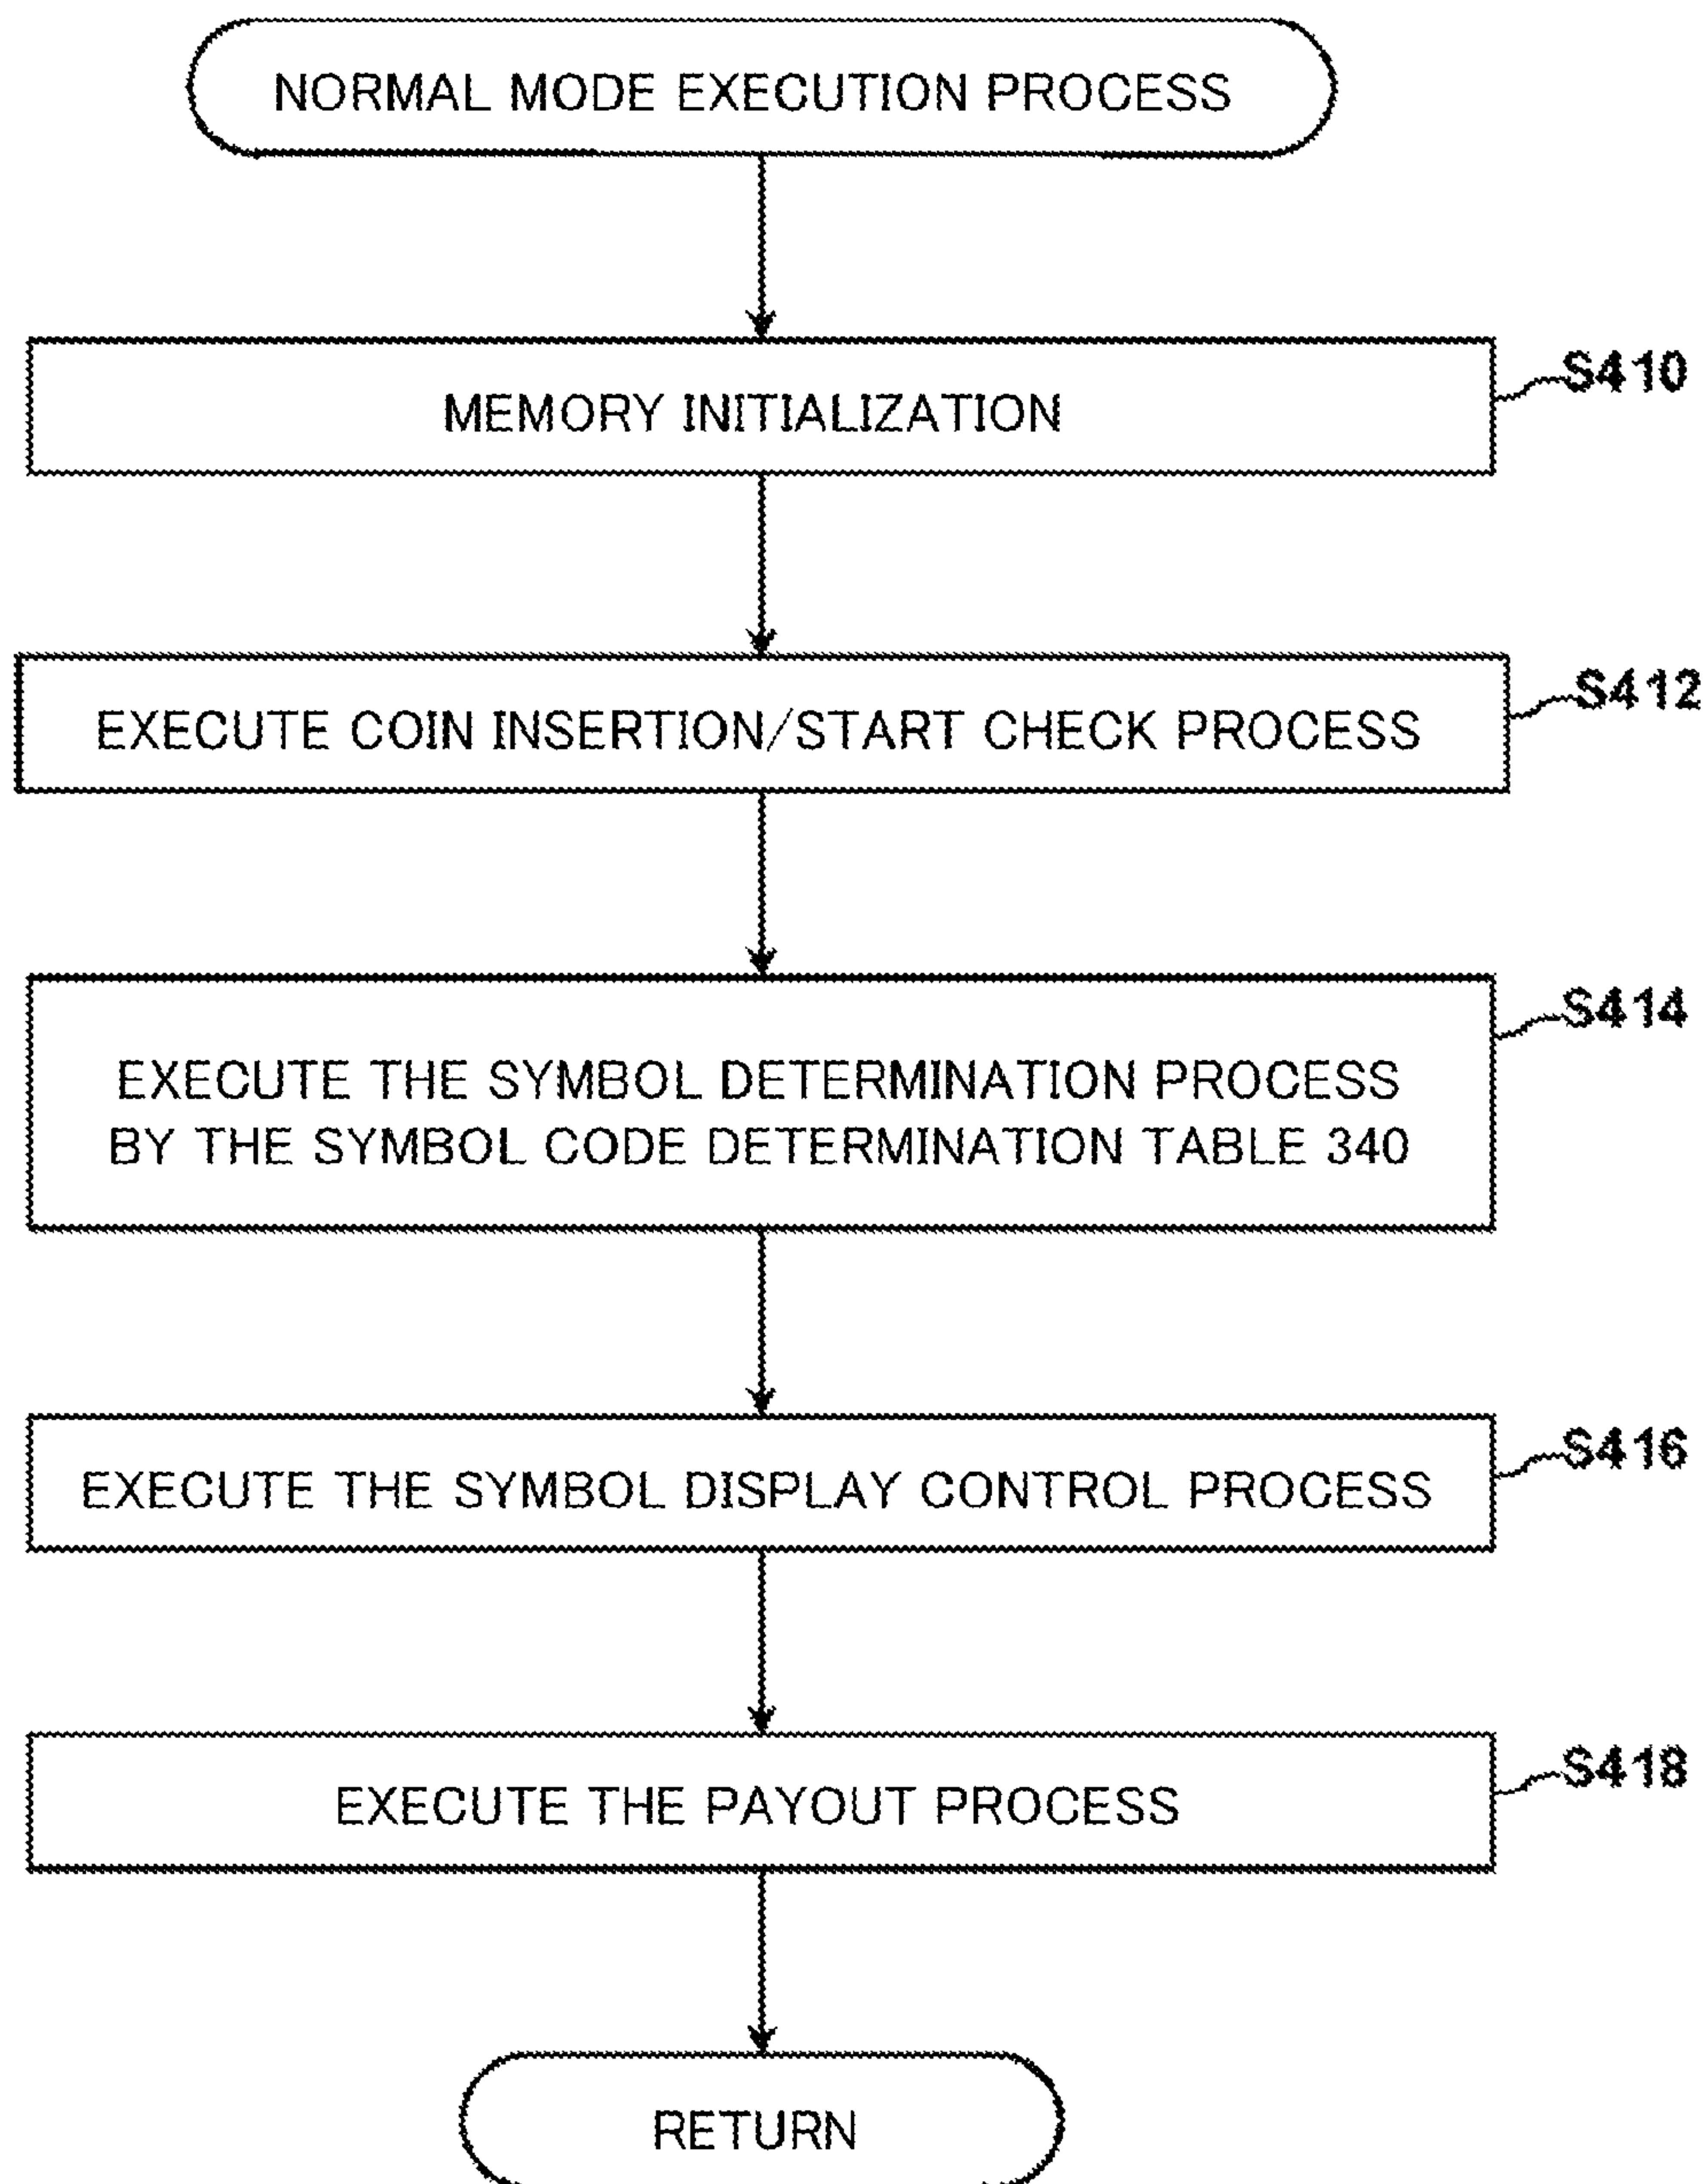 NORMAL MODE EXECUTION PROCESS
MEMORY INITIALIZATION
S410
EXECUTE COIN INSERTION/START CHECK PROCESS
S412
EXECUTE THE SYMBOL DETERMINATION PROCESS
BY THE SYMBOL CODE DETERMINATION TABLE 340
S414
EXECUTE THE SYMBOL DISPLAY CONTROL PROCESS
S416
EXECUTE THE PAYOUT PROCESS
S418
RETURN